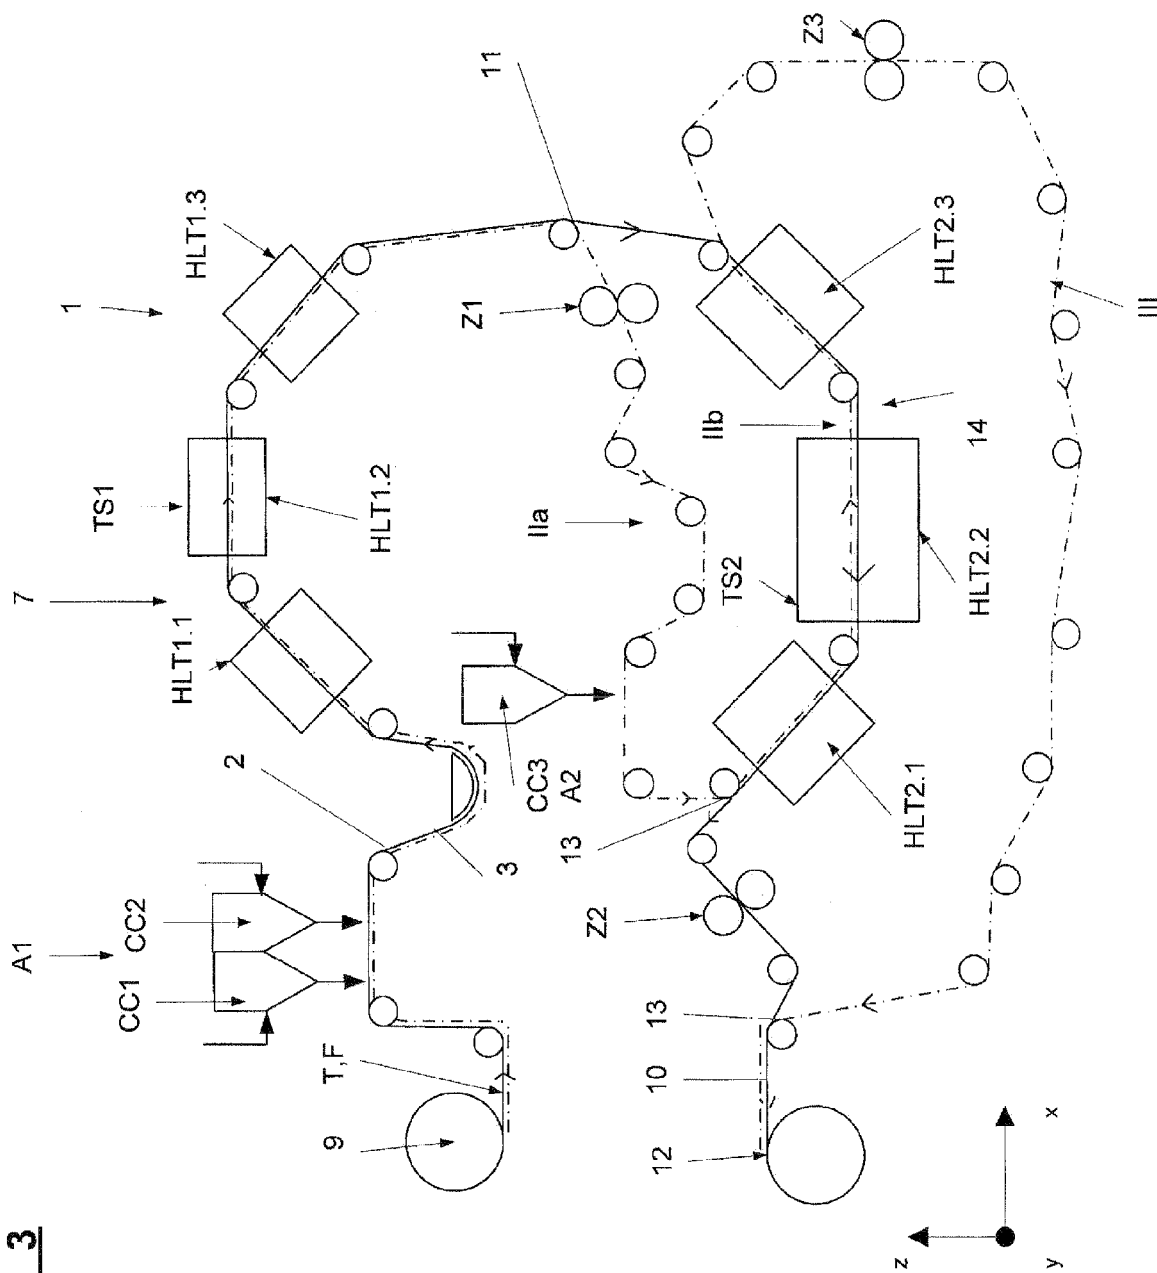 3
1
7
A1
Z3
11
HLT1.3
TS1
HLT1.2
HLT1.1
Z1
2
3
CC2
CC1
T,F
9
IIa
IIb
CC3
A2
TS2
HLT2.3
14
III
HLT2.2
HLT2.1
13
Z2
13
10
12
z
y
x